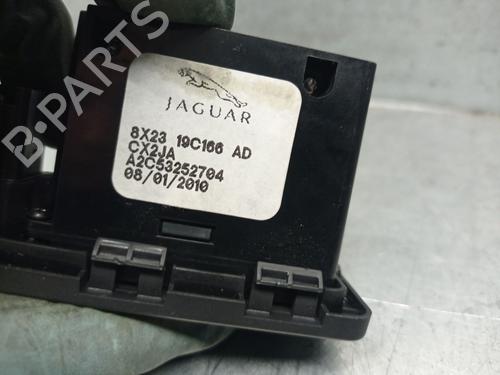 B-PARTS
JAGUAR
8X23 19C166 AD
CX2JA
A2C53252704
08/01/2010